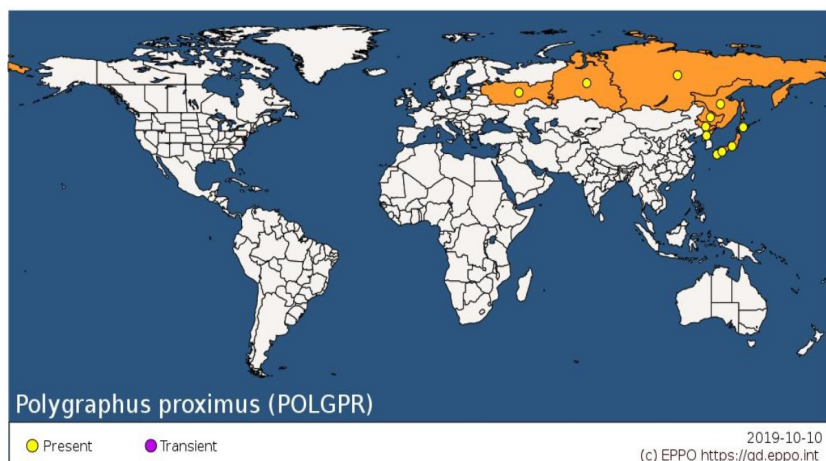 Polygraphus proximus (POLGPR)
Present Transient
2019-10-10
(c) EPPO https://gd.eppo.int